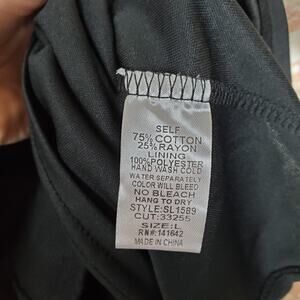 SELF
75% COTTON
25% RAYON
LINING
100%POLYESTER
HAND WASH COLD
WATER SEPARATELY
COLOR WILL BLEED
NO BLEACH
HANG TO DRY
STYLE:SL1589
CUT:33255
SIZE:L
RN#:141642
MADE IN CHINA